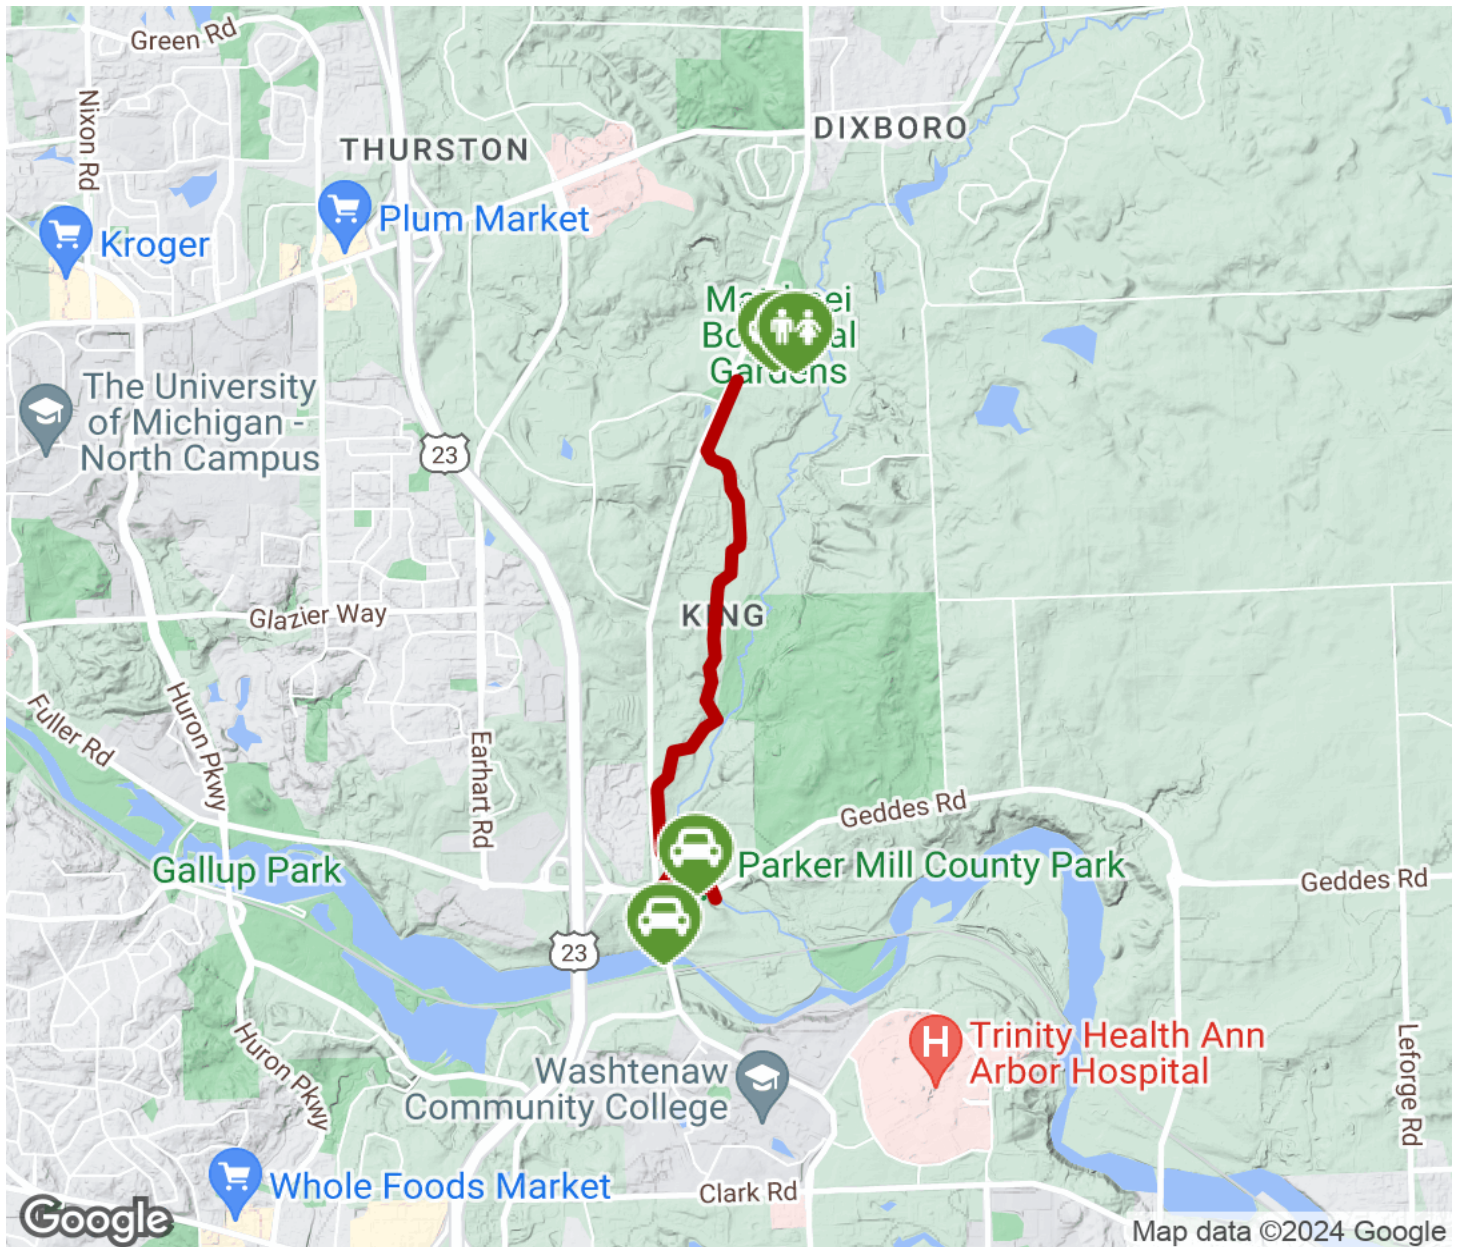 Green Rd
Nixon Rd
THURSTON
DIXBORO
Plum Market
Kroger
Gardens
The University
of Michigan -
North Campus
23
KING
Glazier Way
Fuller Rd
Huron Pkwy
Earhart Rd
Geddes Rd
Gallup Park
Parker Mill County Park
Geddes Rd
23
Huron Pkwy
Washtenaw
Community College
H
Trinity Health Ann
Arbor Hospital
Leforge Rd
Whole Foods Market
Clark Rd
Google
Map data ©2024 Google